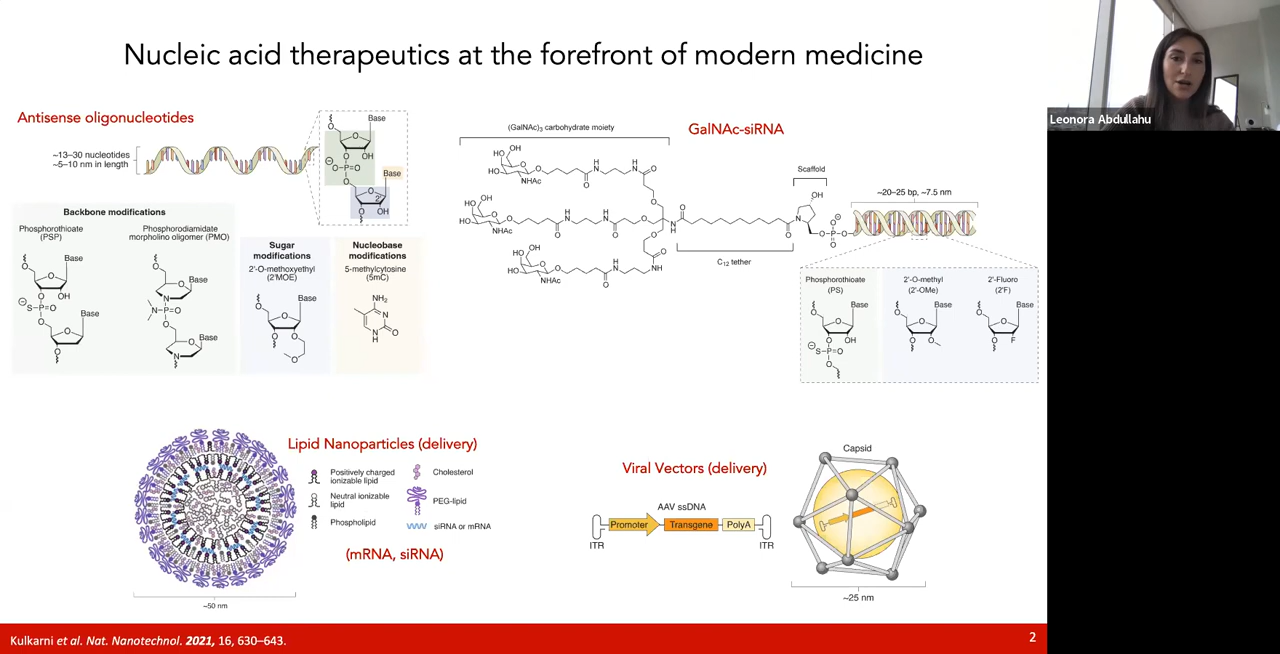 Nucleic acid therapeutics at the forefront of modern medicine
Antisense oligonucleotides
~13–30 nucleotides
~5–10 nm in length
Base
O
O
OH
O
⊖
O–P=O
O
Base
O
2'
O
OH
Backbone modifications
Phosphorothioate
(PSP)
Phosphorodiamidate
morpholino oligomer (PMO)
O
Base
O
O
OH
⊖
S–P=O
O
Base
O
O
O
O
Base
N
N–P=O
O
O
Base
N
Sugar
modifications
2'-O-methoxyethyl
(2'MOE)
O
Base
O
O
O
O
Nucleobase
modifications
5-methylcytosine
(5mC)
NH2
N
N
H
O
GalNAc-siRNA
(GalNAc)3 carbohydrate moiety
OH
OH
HO
O
O
NHAc
O
H
N
H
N
O
O
OH
OH
HO
HO
O
O
NHAc
O
H
N
H
N
O
O
N
H
O
O
OH
OH
HO
HO
O
O
NHAc
O
H
N
NH
O
O
C12 tether
O
N
Scaffold
OH
O
⊖
O
P
O
O
~20–25 bp, ~7.5 nm
Phosphorothioate
(PS)
O
Base
O
O
OH
⊖
S–P=O
O
2'-O-methyl
(2'-OMe)
O
Base
O
O
O
2'-Fluoro
(2'F)
O
Base
O
O
F
Lipid Nanoparticles (delivery)
Positively charged
ionizable lipid
Neutral ionizable
lipid
Phospholipid
Cholesterol
PEG-lipid
siRNA or mRNA
(mRNA, siRNA)
~50 nm
Viral Vectors (delivery)
AAV ssDNA
Promoter
Transgene
PolyA
ITR
ITR
Capsid
~25 nm
Kulkarni et al. Nat. Nanotechnol. 2021, 16, 630–643.
2
Leonora Abdullahu